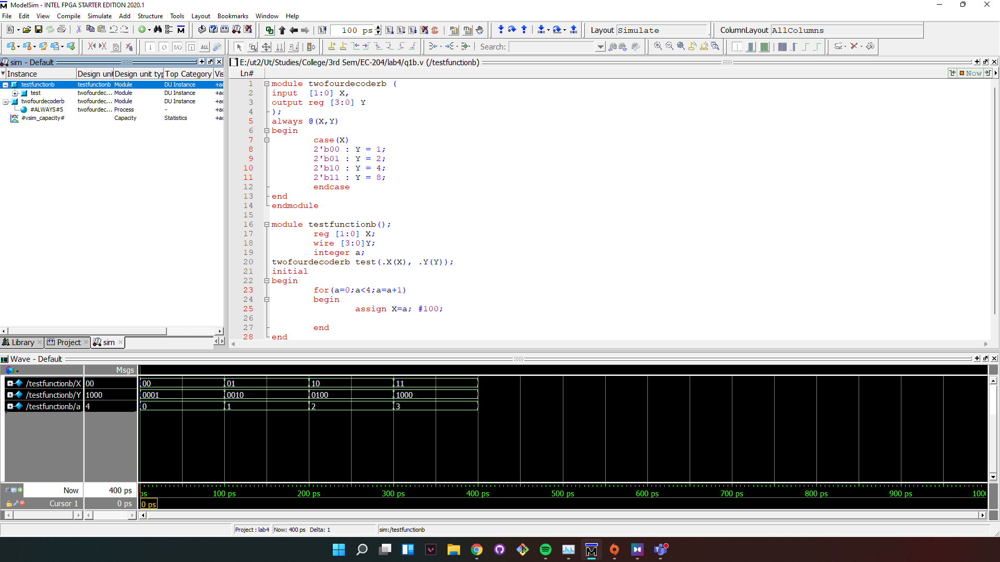 ModelSim - INTEL FPGA STARTER EDITION 2020.1
File Edit View Compile Simulate Add Structure Tools Layout Bookmarks Window Help
100 ps Layout Simulate ColumnLayout AllColumns
Search:
sim - Default
Instance Design unit Design unit typ Top Category Vis
testfunctionb testfunctionb Module DU Instance +ac
test twofourdec... Module DU Instance +ac
twofourdecoderb twofourdec... Module DU Instance +ac
#ALWAYS#5 twofourdec... Process - +ac
#vsim_capacity# Capacity Statistics +ac
Library Project sim
E:/ut2/Ut/Studies/College/3rd Sem/EC-204/lab4/q1b.v (/testfunctionb)
Ln# Now
1 module twofourdecoderb (
2 input [1:0] X,
3 output reg [3:0] Y
4 );
5 always @(X,Y)
6 begin
7 case(X)
8 2'b00 : Y = 1;
9 2'b01 : Y = 2;
10 2'b10 : Y = 4;
11 2'b11 : Y = 8;
12 endcase
13 end
14 endmodule
15
16 module testfunctionb();
17 reg [1:0] X;
18 wire [3:0]Y;
19 integer a;
20 twofourdecoderb test(.X(X), .Y(Y));
21 initial
22 begin
23 for(a=0;a<4;a=a+1)
24 begin
25 assign X=a; #100;
26
27 end
28 end
Wave - Default
Msgs
/testfunctionb/X 00 00 01 10 11
/testfunctionb/Y 1000 0001 0010 0100 1000
/testfunctionb/a 4 0 1 2 3
Now 400 ps ps 100 ps 200 ps 300 ps 400 ps 500 ps 600 ps 700 ps 800 ps 900 ps 1000
Cursor 1 0 ps 0 ps
Project : lab4 Now: 400 ps Delta: 1 sim:/testfunctionb